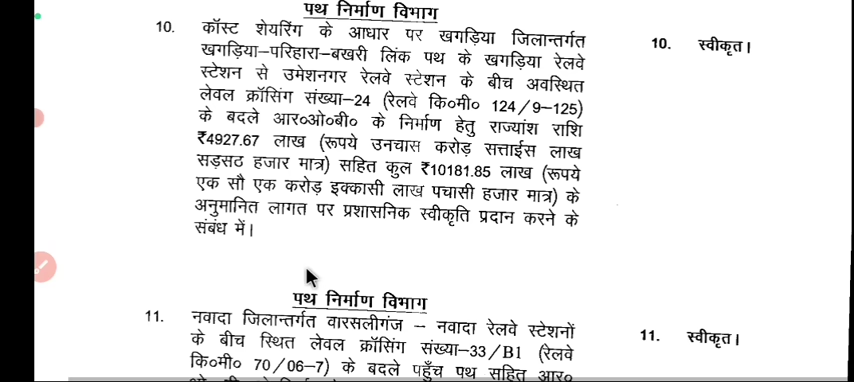 पथ निर्माण विभाग
10. कॉस्ट शेयरिंग के आधार पर खगड़िया जिलान्तर्गत 10. स्वीकृत।
खगड़िया–परिहारा–बखरी लिंक पथ के खगड़िया रेलवे
स्टेशन से उमेशनगर रेलवे स्टेशन के बीच अवस्थित
लेवल क्रॉसिंग संख्या–24 (रेलवे कि०मी० 124/9–125)
के बदले आर०ओ०बी० के निर्माण हेतु राज्यांश राशि
₹4927.67 लाख (रूपये उनचास करोड़ सत्ताईस लाख
सड़सठ हजार मात्र) सहित कुल ₹10181.85 लाख (रूपये
एक सौ एक करोड़ इक्कासी लाख पचासी हजार मात्र) के
अनुमानित लागत पर प्रशासनिक स्वीकृति प्रदान करने के
संबंध में।
पथ निर्माण विभाग
11. नवादा जिलान्तर्गत वारसलीगंज – नवादा रेलवे स्टेशनों 11. स्वीकृत।
के बीच स्थित लेवल क्रॉसिंग संख्या–33/B1 (रेलवे
कि०मी० 70/06–7) के बदले पहुँच पथ सहित आर०